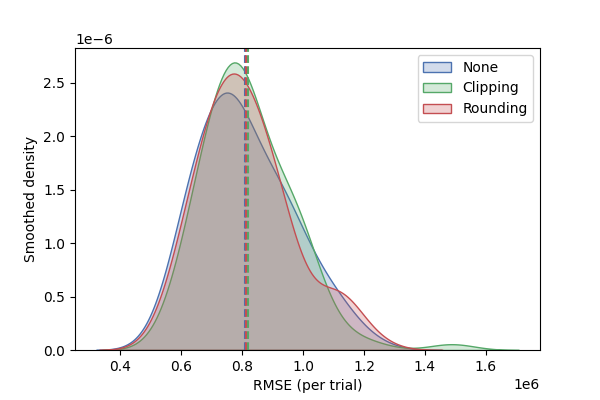 1e−6
2.5
2.0
1.5
1.0
0.5
0.0
Smoothed density
None
Clipping
Rounding
0.4 0.6 0.8 1.0 1.2 1.4 1.6
RMSE (per trial)
1e6